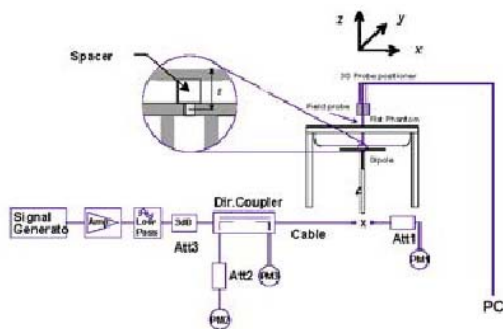 z
y
x
Spacer
s
3D Probe positioner
Field probe
Flat Phantom
Dipole
Signal
Generato
Amp
Low
Pass
3dB
Att3
Dir.Coupler
Cable
x
Att1
PM1
Att2
PM3
PM2
PC